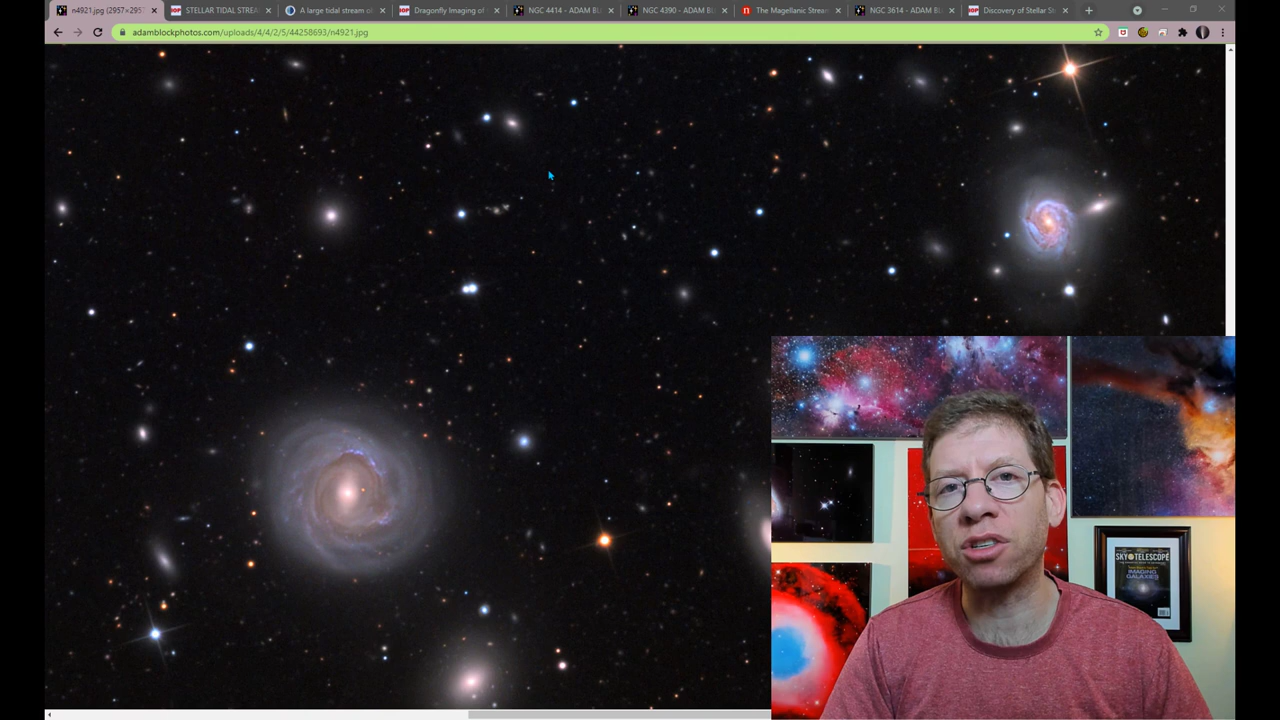 n4921.jpg (2957×295
STELLAR TIDAL STREA
A large tidal stream o
Dragonfly Imaging of
NGC 4414 - ADAM BL
NGC 4390 - ADAM BL
The Magellanic Strea
NGC 3614 - ADAM BL
Discovery of Stellar St
adamblockphotos.com/uploads/4/4/2/5/44258693/n4921.jpg
SKY & TELESCOPE
IMAGING
GALAXIES